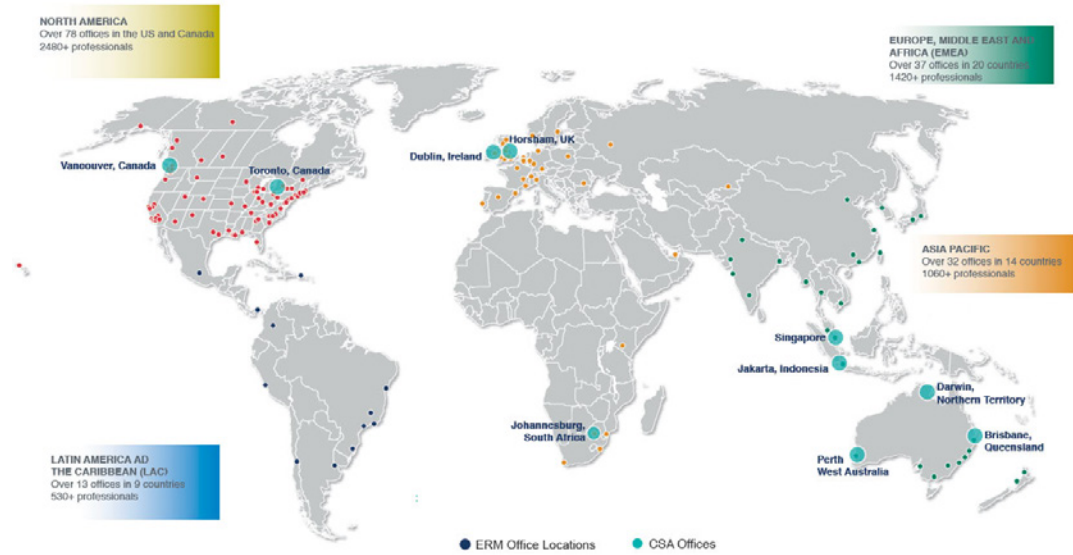 NORTH AMERICA
Over 78 offices in the US and Canada
2480+ professionals
EUROPE, MIDDLE EAST AND
AFRICA (EMEA)
Over 37 offices in 20 countries
1420+ professionals
Horsham, UK
Dublin, Ireland
Vancouver, Canada
Toronto, Canada
ASIA PACIFIC
Over 32 offices in 14 countries
1060+ professionals
Singapore
Jakarta, Indonesia
Darwin,
Northern Territory
Johannesburg,
South Africa
Brisbane,
Queensland
Perth
West Australia
LATIN AMERICA AD
THE CARIBBEAN (LAC)
Over 13 offices in 9 countries
530+ professionals
ERM Office Locations
CSA Offices